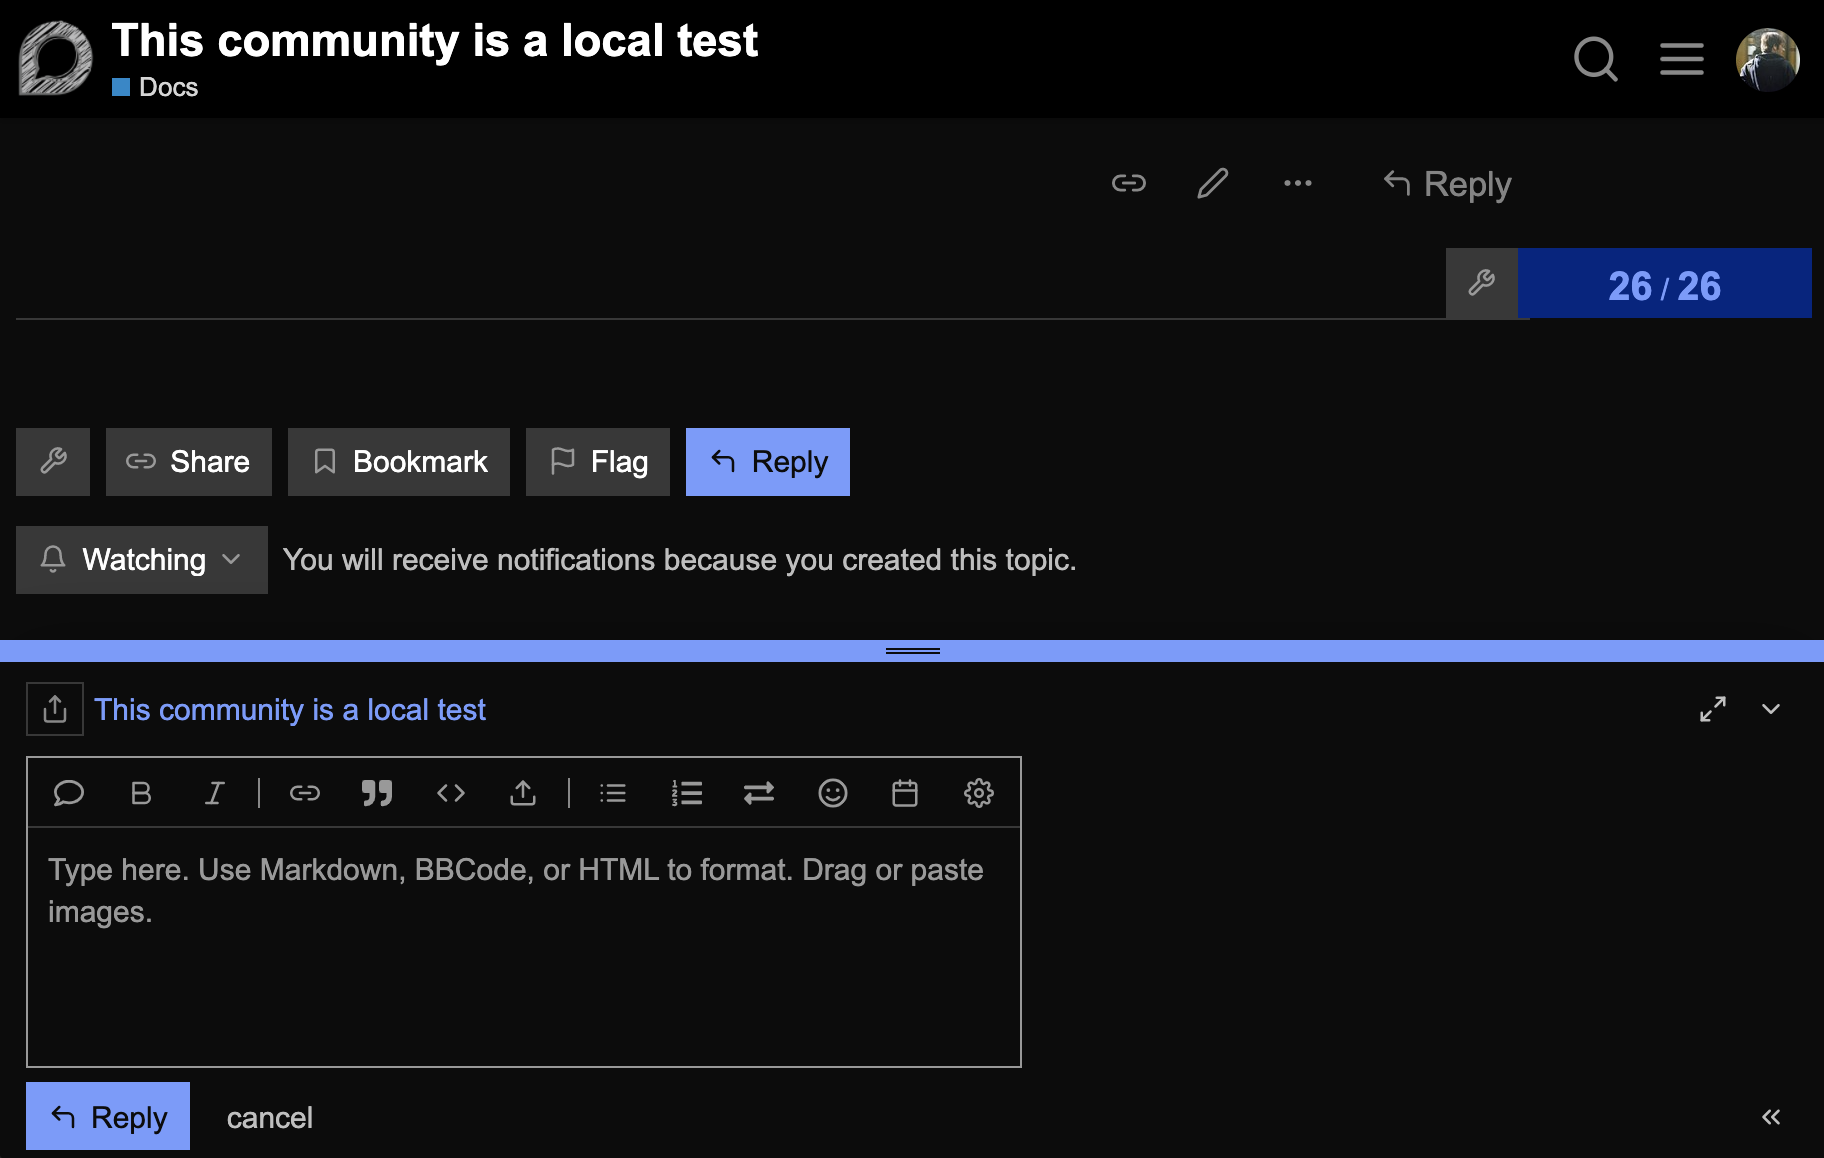 This community is a local test
Docs
Reply
26 / 26
Share
Bookmark
Flag
Reply
Watching
You will receive notifications because you created this topic.
This community is a local test
Type here. Use Markdown, BBCode, or HTML to format. Drag or paste
images.
Reply
cancel